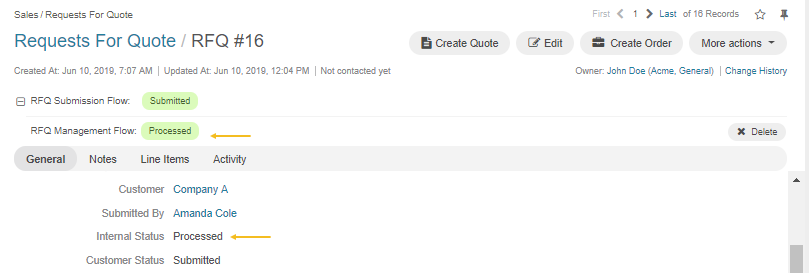 Sales / Requests For Quote
First 1 Last of 16 Records
Requests For Quote / RFQ #16
Create Quote Edit Create Order More actions
Created At: Jun 10, 2019, 7:07 AM | Updated At: Jun 10, 2019, 12:04 PM | Not contacted yet
Owner: John Doe (Acme, General) | Change History
RFQ Submission Flow: Submitted
RFQ Management Flow: Processed
Delete
General Notes Line Items Activity
Customer Company A
Submitted By Amanda Cole
Internal Status Processed
Customer Status Submitted